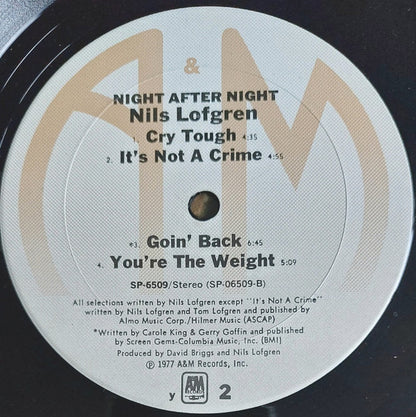 A & M
NIGHT AFTER NIGHT
Nils Lofgren
1. Cry Tough 4:35
2. It's Not A Crime 4:55
*3. Goin' Back 6:45
4. You're The Weight 5:09
SP-6509/Stereo (SP-06509-B)
All selections written by Nils Lofgren except "It's Not A Crime"
written by Nils Lofgren and Tom Lofgren and published by
Almo Music Corp./Hilmer Music (ASCAP)
*Written by Carole King & Gerry Goffin and published
by Screen Gems-Columbia Music, Inc. (BMI)
Produced by David Briggs and Nils Lofgren
℗ 1977 A&M Records, Inc.
y A&M 2